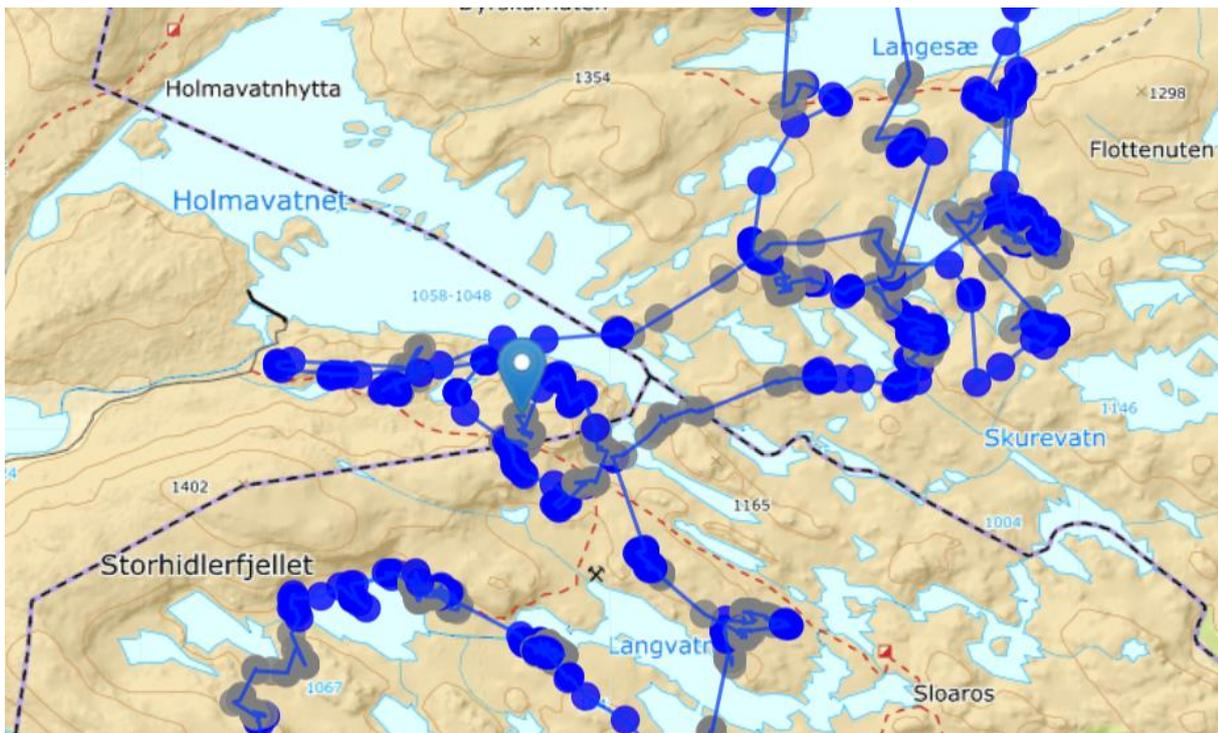 Langesæ
1354
Holmavatnhytta
1298
Flottenuten
Holmavatnet
1058-1048
1146
Skurevatn
1402
1165
1004
Storhidlerfjellet
Langvatn
1067
Sloaros